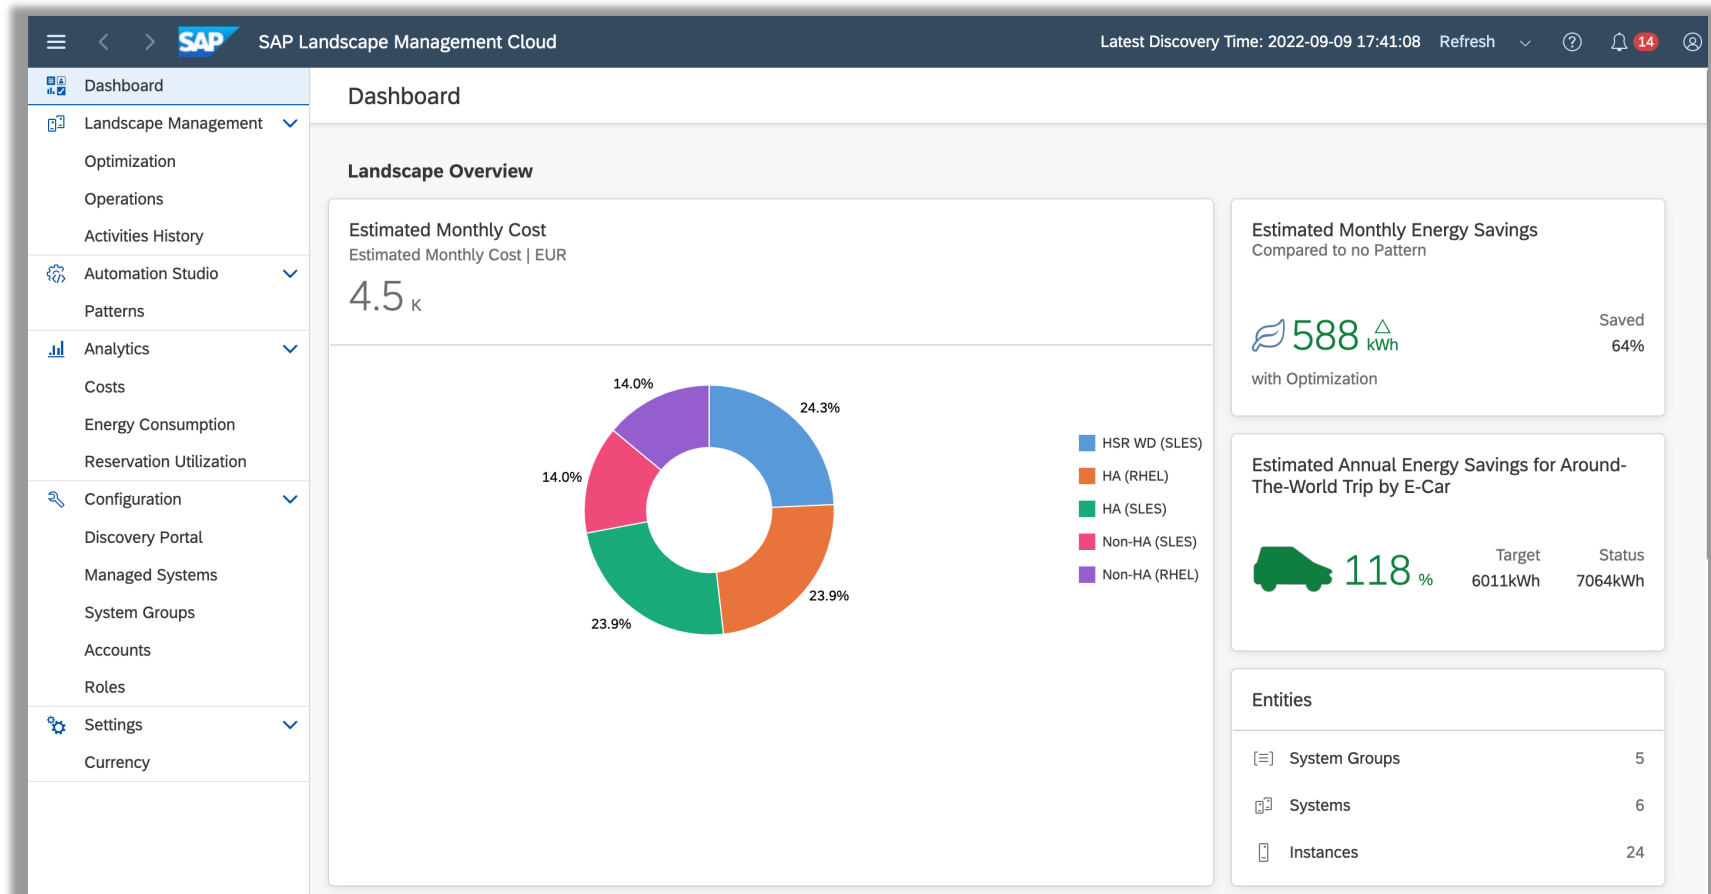 SAP
SAP Landscape Management Cloud
Latest Discovery Time: 2022-09-09 17:41:08
Refresh
14
Dashboard
Landscape Management
Optimization
Operations
Activities History
Automation Studio
Patterns
Analytics
Costs
Energy Consumption
Reservation Utilization
Configuration
Discovery Portal
Managed Systems
System Groups
Accounts
Roles
Settings
Currency
Dashboard
Landscape Overview
Estimated Monthly Cost
Estimated Monthly Cost | EUR
4.5 K
14.0%
24.3%
14.0%
23.9%
23.9%
HSR WD (SLES)
HA (RHEL)
HA (SLES)
Non-HA (SLES)
Non-HA (RHEL)
Estimated Monthly Energy Savings
Compared to no Pattern
588 kWh
Saved
64%
with Optimization
Estimated Annual Energy Savings for Around-
The-World Trip by E-Car
118 %
Target
6011kWh
Status
7064kWh
Entities
System Groups 5
Systems 6
Instances 24